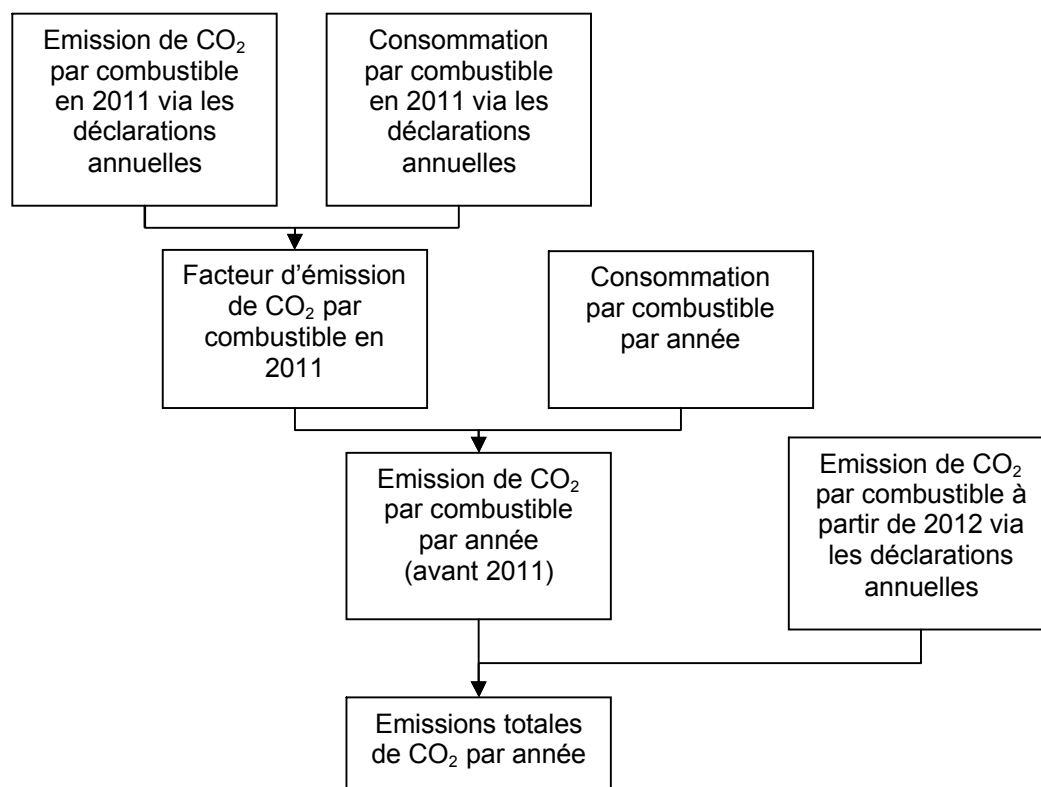 Emission de CO₂
par combustible
en 2011 via les
déclarations
annuelles
Consommation
par combustible
en 2011 via les
déclarations
annuelles
Facteur d’émission
de CO₂ par
combustible en
2011
Consommation
par combustible
par année
Emission de CO₂
par combustible
par année
(avant 2011)
Emission de CO₂
par combustible à
partir de 2012 via
les déclarations
annuelles
Emissions totales
de CO₂ par année